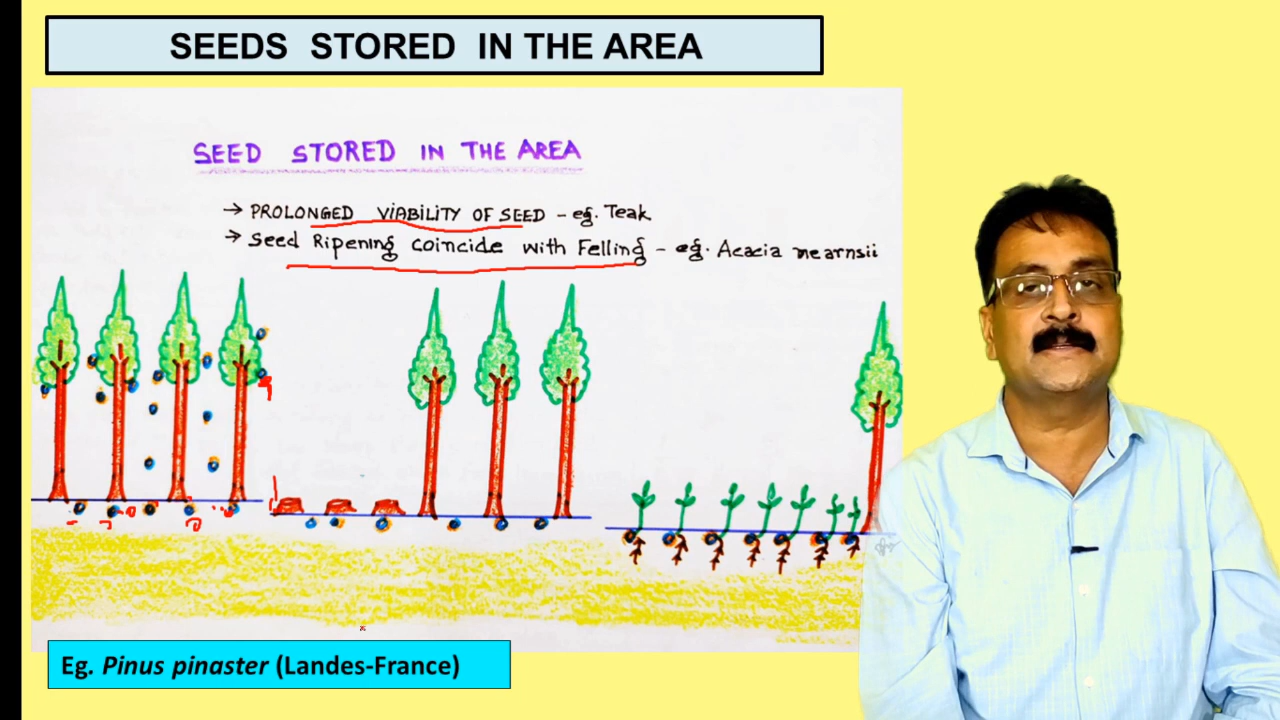 SEEDS STORED IN THE AREA
SEED STORED IN THE AREA
→ PROLONGED VIABILITY OF SEED - eg. Teak
→ Seed Ripening coincide with Felling - eg. Acacia mearnsii
Eg. Pinus pinaster (Landes-France)